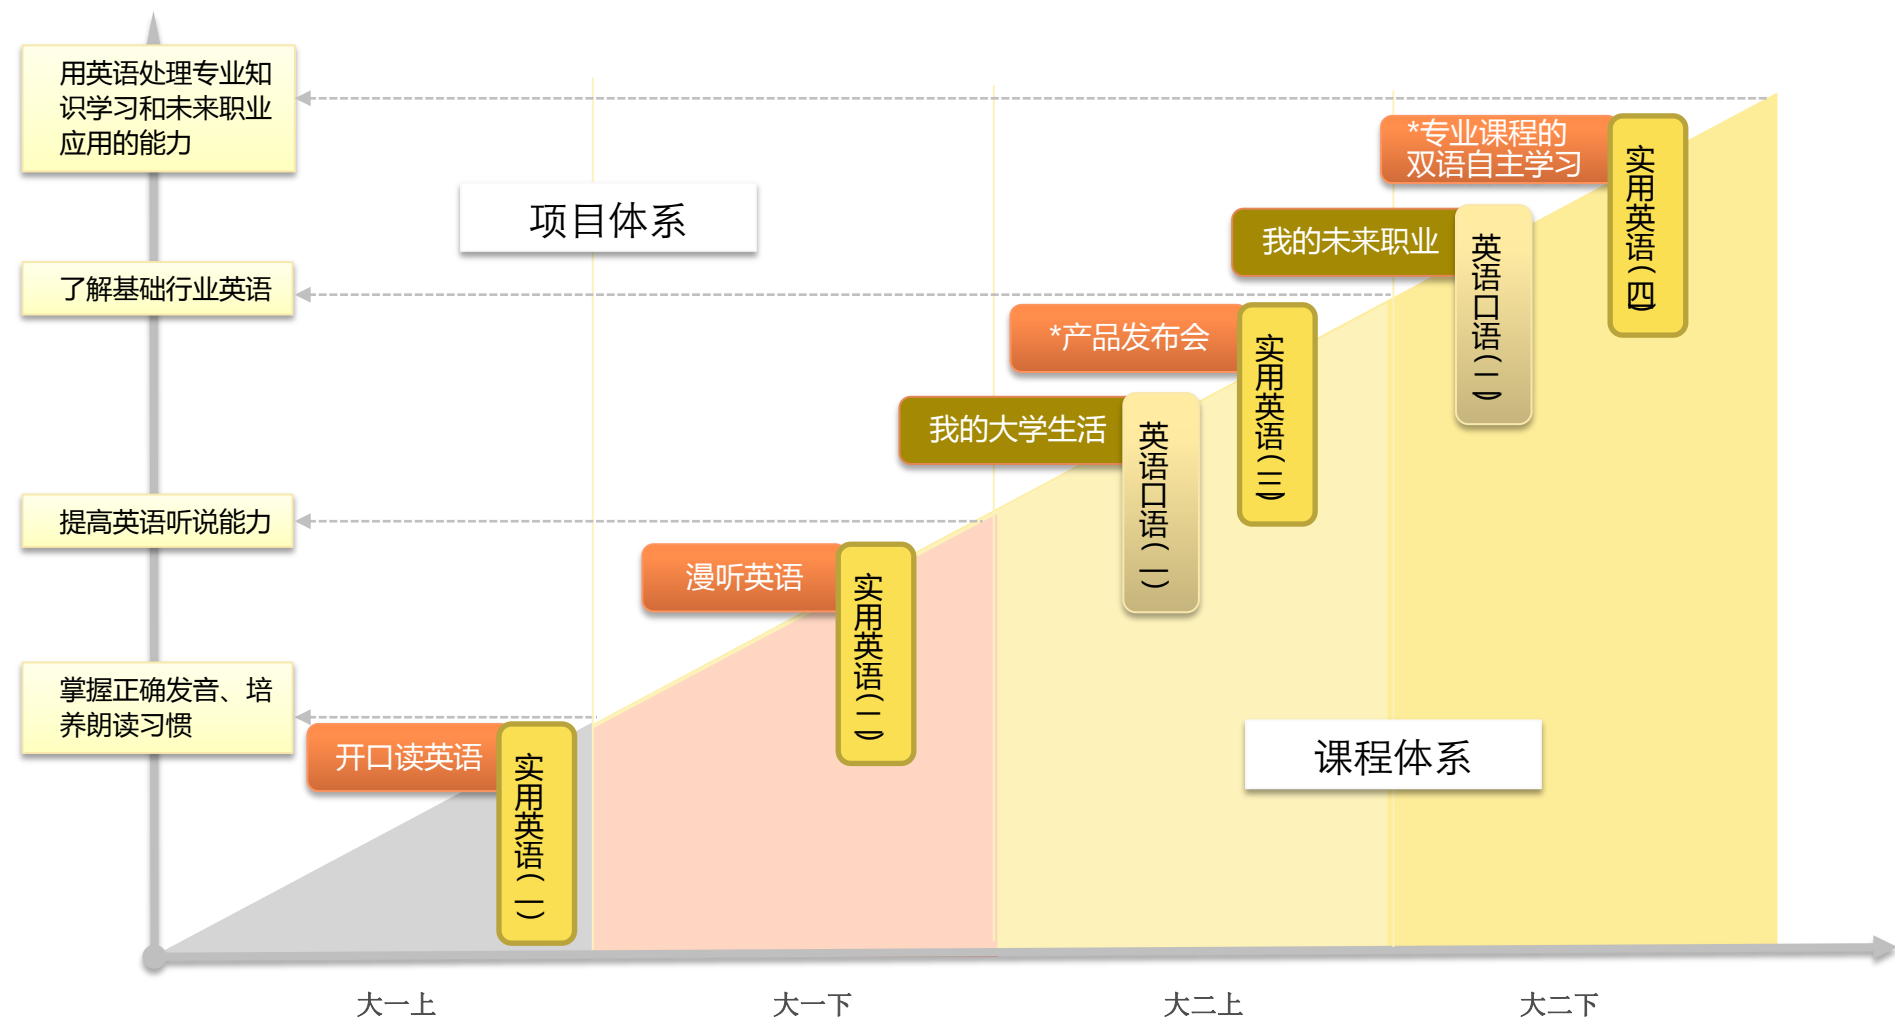 用英语处理专业知
识学习和未来职业
应用的能力
*专业课程的
双语自主学习
实用英语(四)
项目体系
我的未来职业
英语口语(二)
了解基础行业英语
*产品发布会
实用英语(三)
我的大学生活
英语口语(一)
提高英语听说能力
漫听英语
实用英语(二)
掌握正确发音、培
养朗读习惯
开口读英语
实用英语(一)
课程体系
大一上
大一下
大二上
大二下